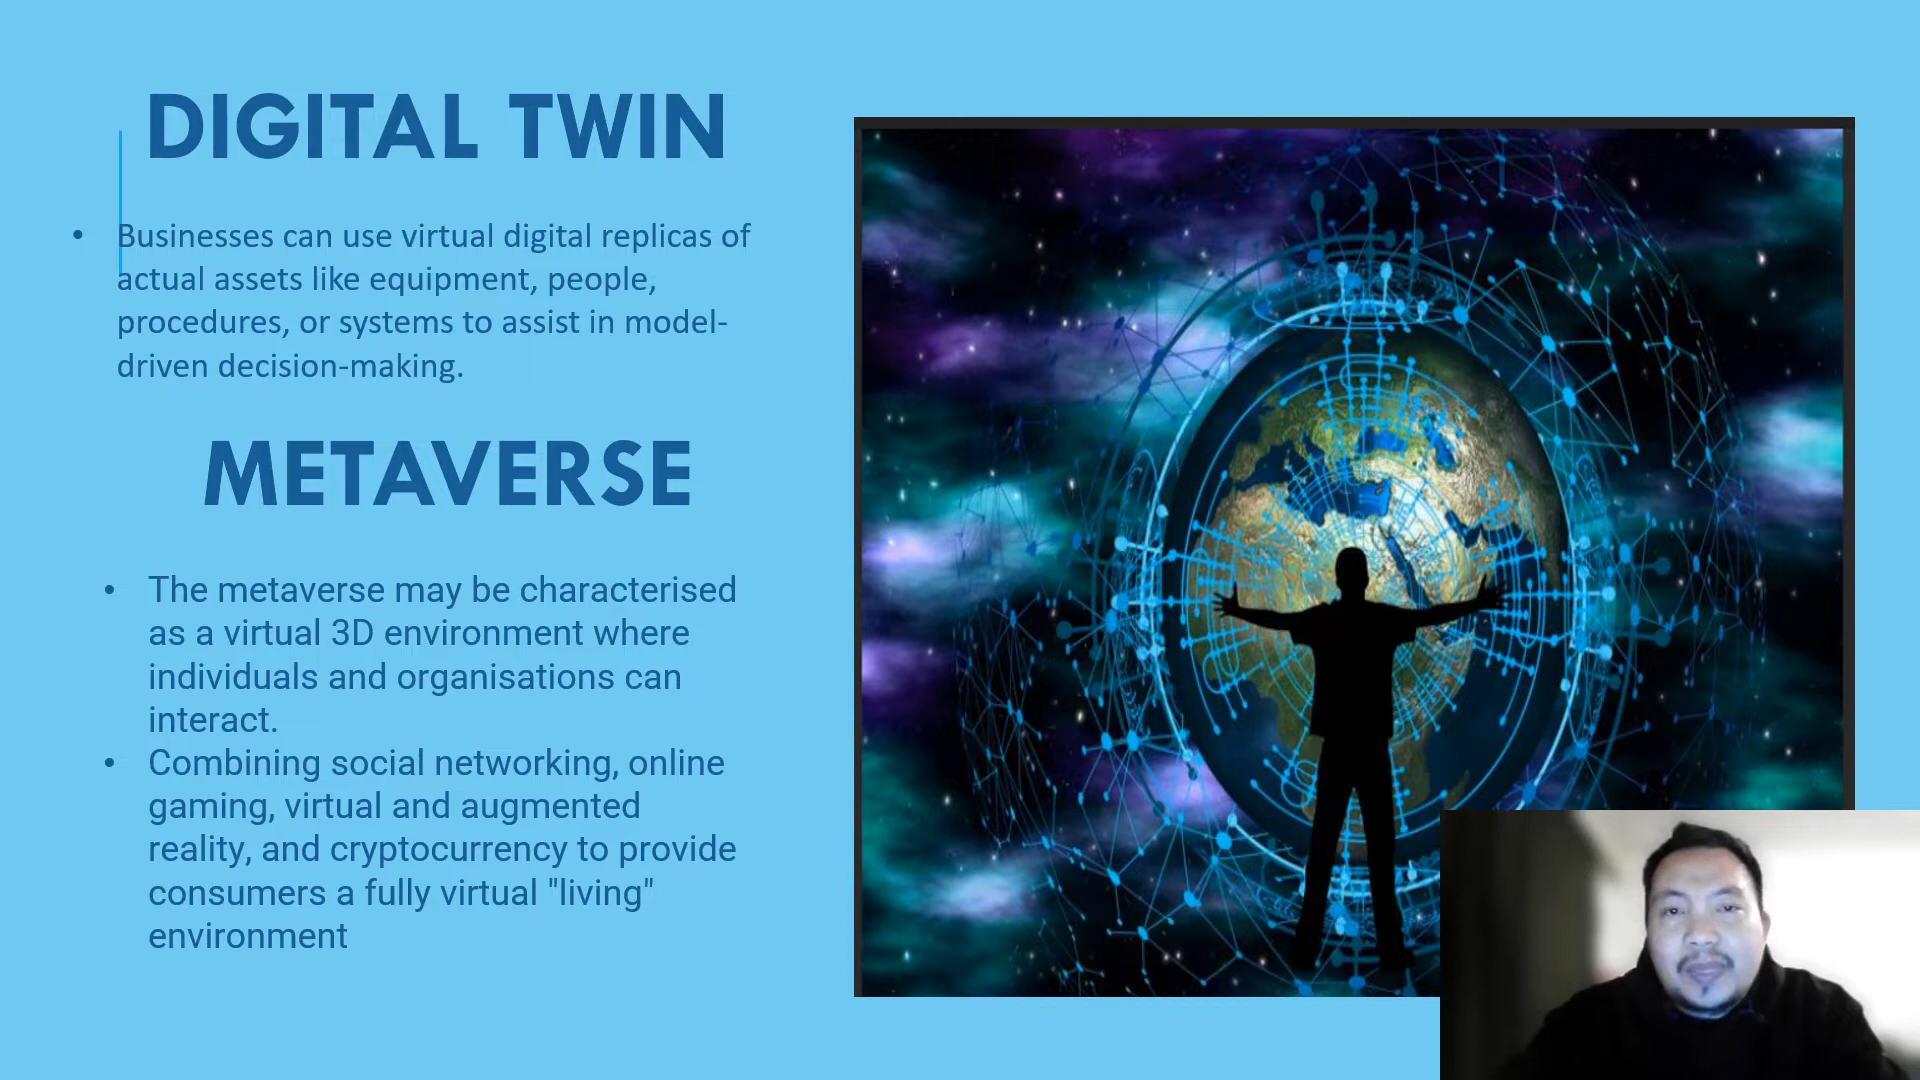 DIGITAL TWIN
• Businesses can use virtual digital replicas of
actual assets like equipment, people,
procedures, or systems to assist in model-
driven decision-making.
METAVERSE
• The metaverse may be characterised
as a virtual 3D environment where
individuals and organisations can
interact.
• Combining social networking, online
gaming, virtual and augmented
reality, and cryptocurrency to provide
consumers a fully virtual "living"
environment